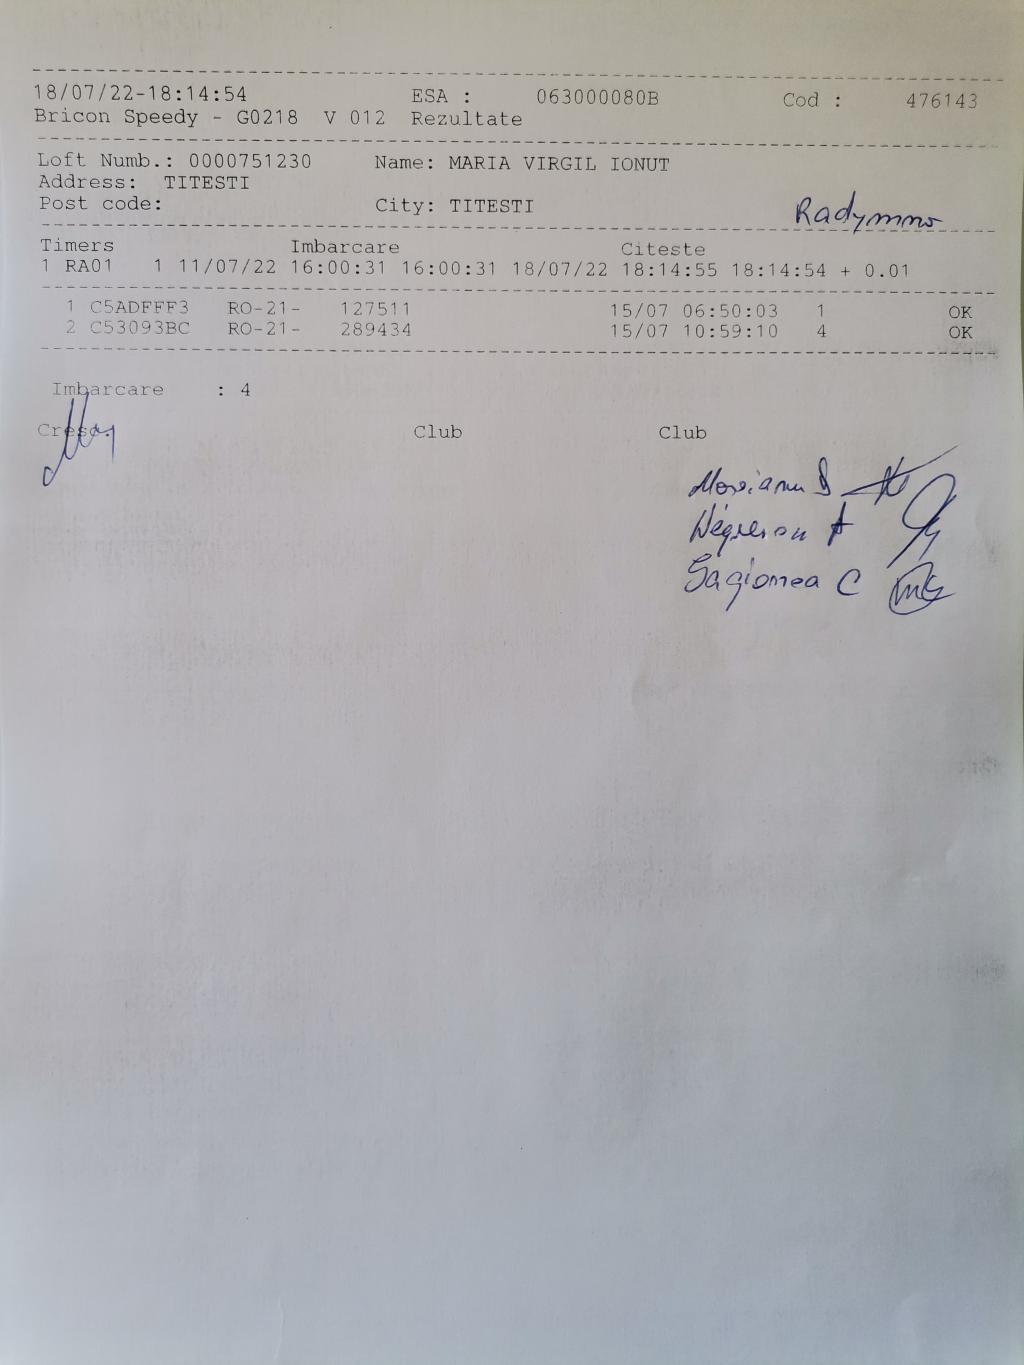 18/07/22-18:14:54 ESA : 063000080B Cod : 476143
Bricon Speedy - G0218 V 012 Rezultate
Loft Numb.: 0000751230 Name: MARIA VIRGIL IONUT
Address: TITESTI
Post code: City: TITESTI
Radymno
Timers Imbarcare Citeste
1 RA01 1 11/07/22 16:00:31 16:00:31 18/07/22 18:14:55 18:14:54 + 0.01
1 C5ADFFF3 RO-21- 127511 15/07 06:50:03 1 OK
2 C53093BC RO-21- 289434 15/07 10:59:10 4 OK
Imbarcare : 4
Cresc. Club Club